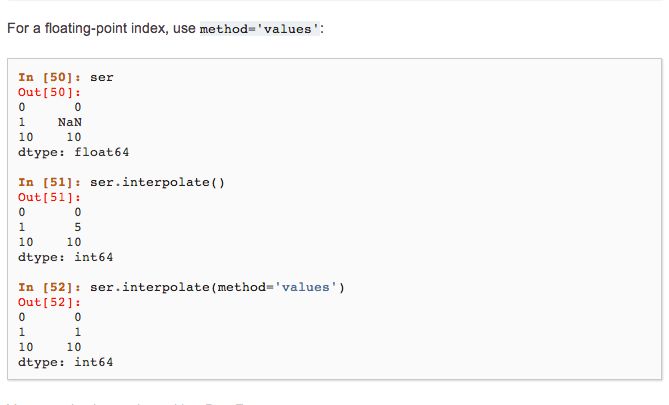 For a floating-point index, use method='values':
In [50]: ser
Out[50]:
0 0
1 NaN
10 10
dtype: float64
In [51]: ser.interpolate()
Out[51]:
0 0
1 5
10 10
dtype: int64
In [52]: ser.interpolate(method='values')
Out[52]:
0 0
1 1
10 10
dtype: int64